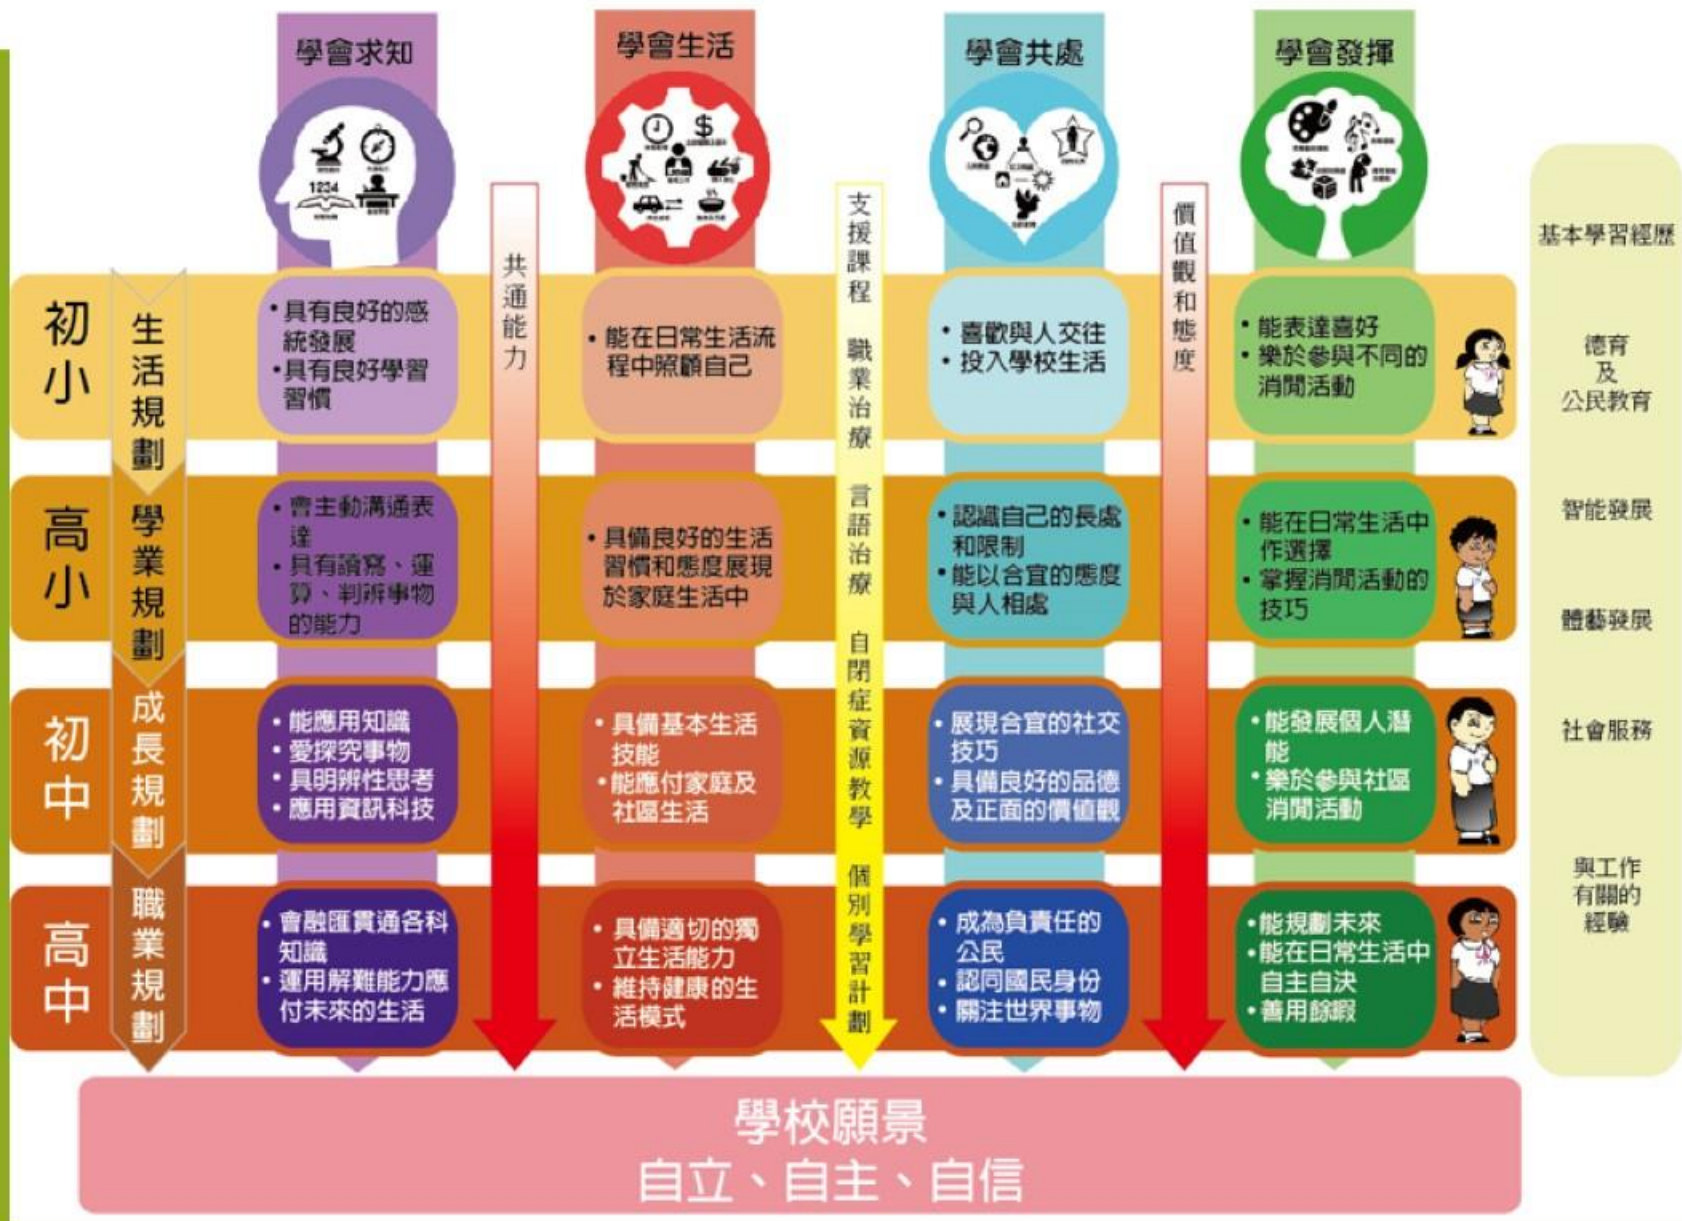 學會求知
學會生活
學會共處
學會發揮
1234
$
共通能力
支援課程 職業治療 言語治療 自閉症資源教學 個別學習計劃
價值觀和態度
初小
生活規劃
• 具有良好的感
統發展
• 具有良好學習
習慣
• 能在日常生活流
程中照顧自己
• 喜歡與人交往
• 投入學校生活
• 能表達喜好
• 樂於參與不同的
消閒活動
高小
學業規劃
• 會主動溝通表
達
• 具有讀寫、運
算、判辨事物
的能力
• 具備良好的生活
習慣和態度展現
於家庭生活中
• 認識自己的長處
和限制
• 能以合宜的態度
與人相處
• 能在日常生活中
作選擇
• 掌握消閒活動的
技巧
初中
成長規劃
• 能應用知識
• 愛探究事物
• 具明辨性思考
• 應用資訊科技
• 具備基本生活
技能
• 能應付家庭及
社區生活
• 展現合宜的社交
技巧
• 具備良好的品德
及正面的價值觀
• 能發展個人潛
能
• 樂於參與社區
消閒活動
高中
職業規劃
• 會融匯貫通各科
知識
• 運用解難能力應
付未來的生活
• 具備適切的獨
立生活能力
• 維持健康的生
活模式
• 成為負責任的
公民
• 認同國民身份
• 關注世界事物
• 能規劃未來
• 能在日常生活中
自主自決
• 善用餘暇
基本學習經歷
德育
及
公民教育
智能發展
體藝發展
社會服務
與工作
有關的
經驗
學校願景
自立、自主、自信